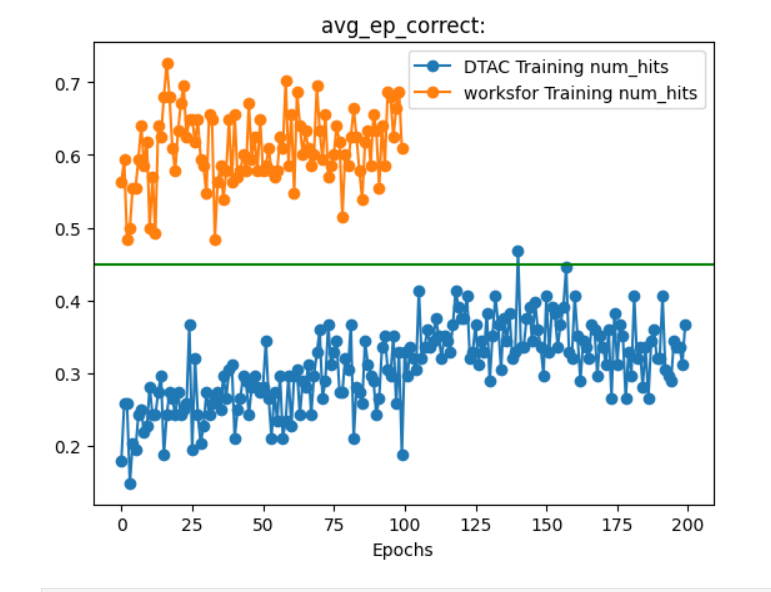 avg_ep_correct:
DTAC Training num_hits
worksfor Training num_hits
0.7
0.6
0.5
0.4
0.3
0.2
0 25 50 75 100 125 150 175 200
Epochs